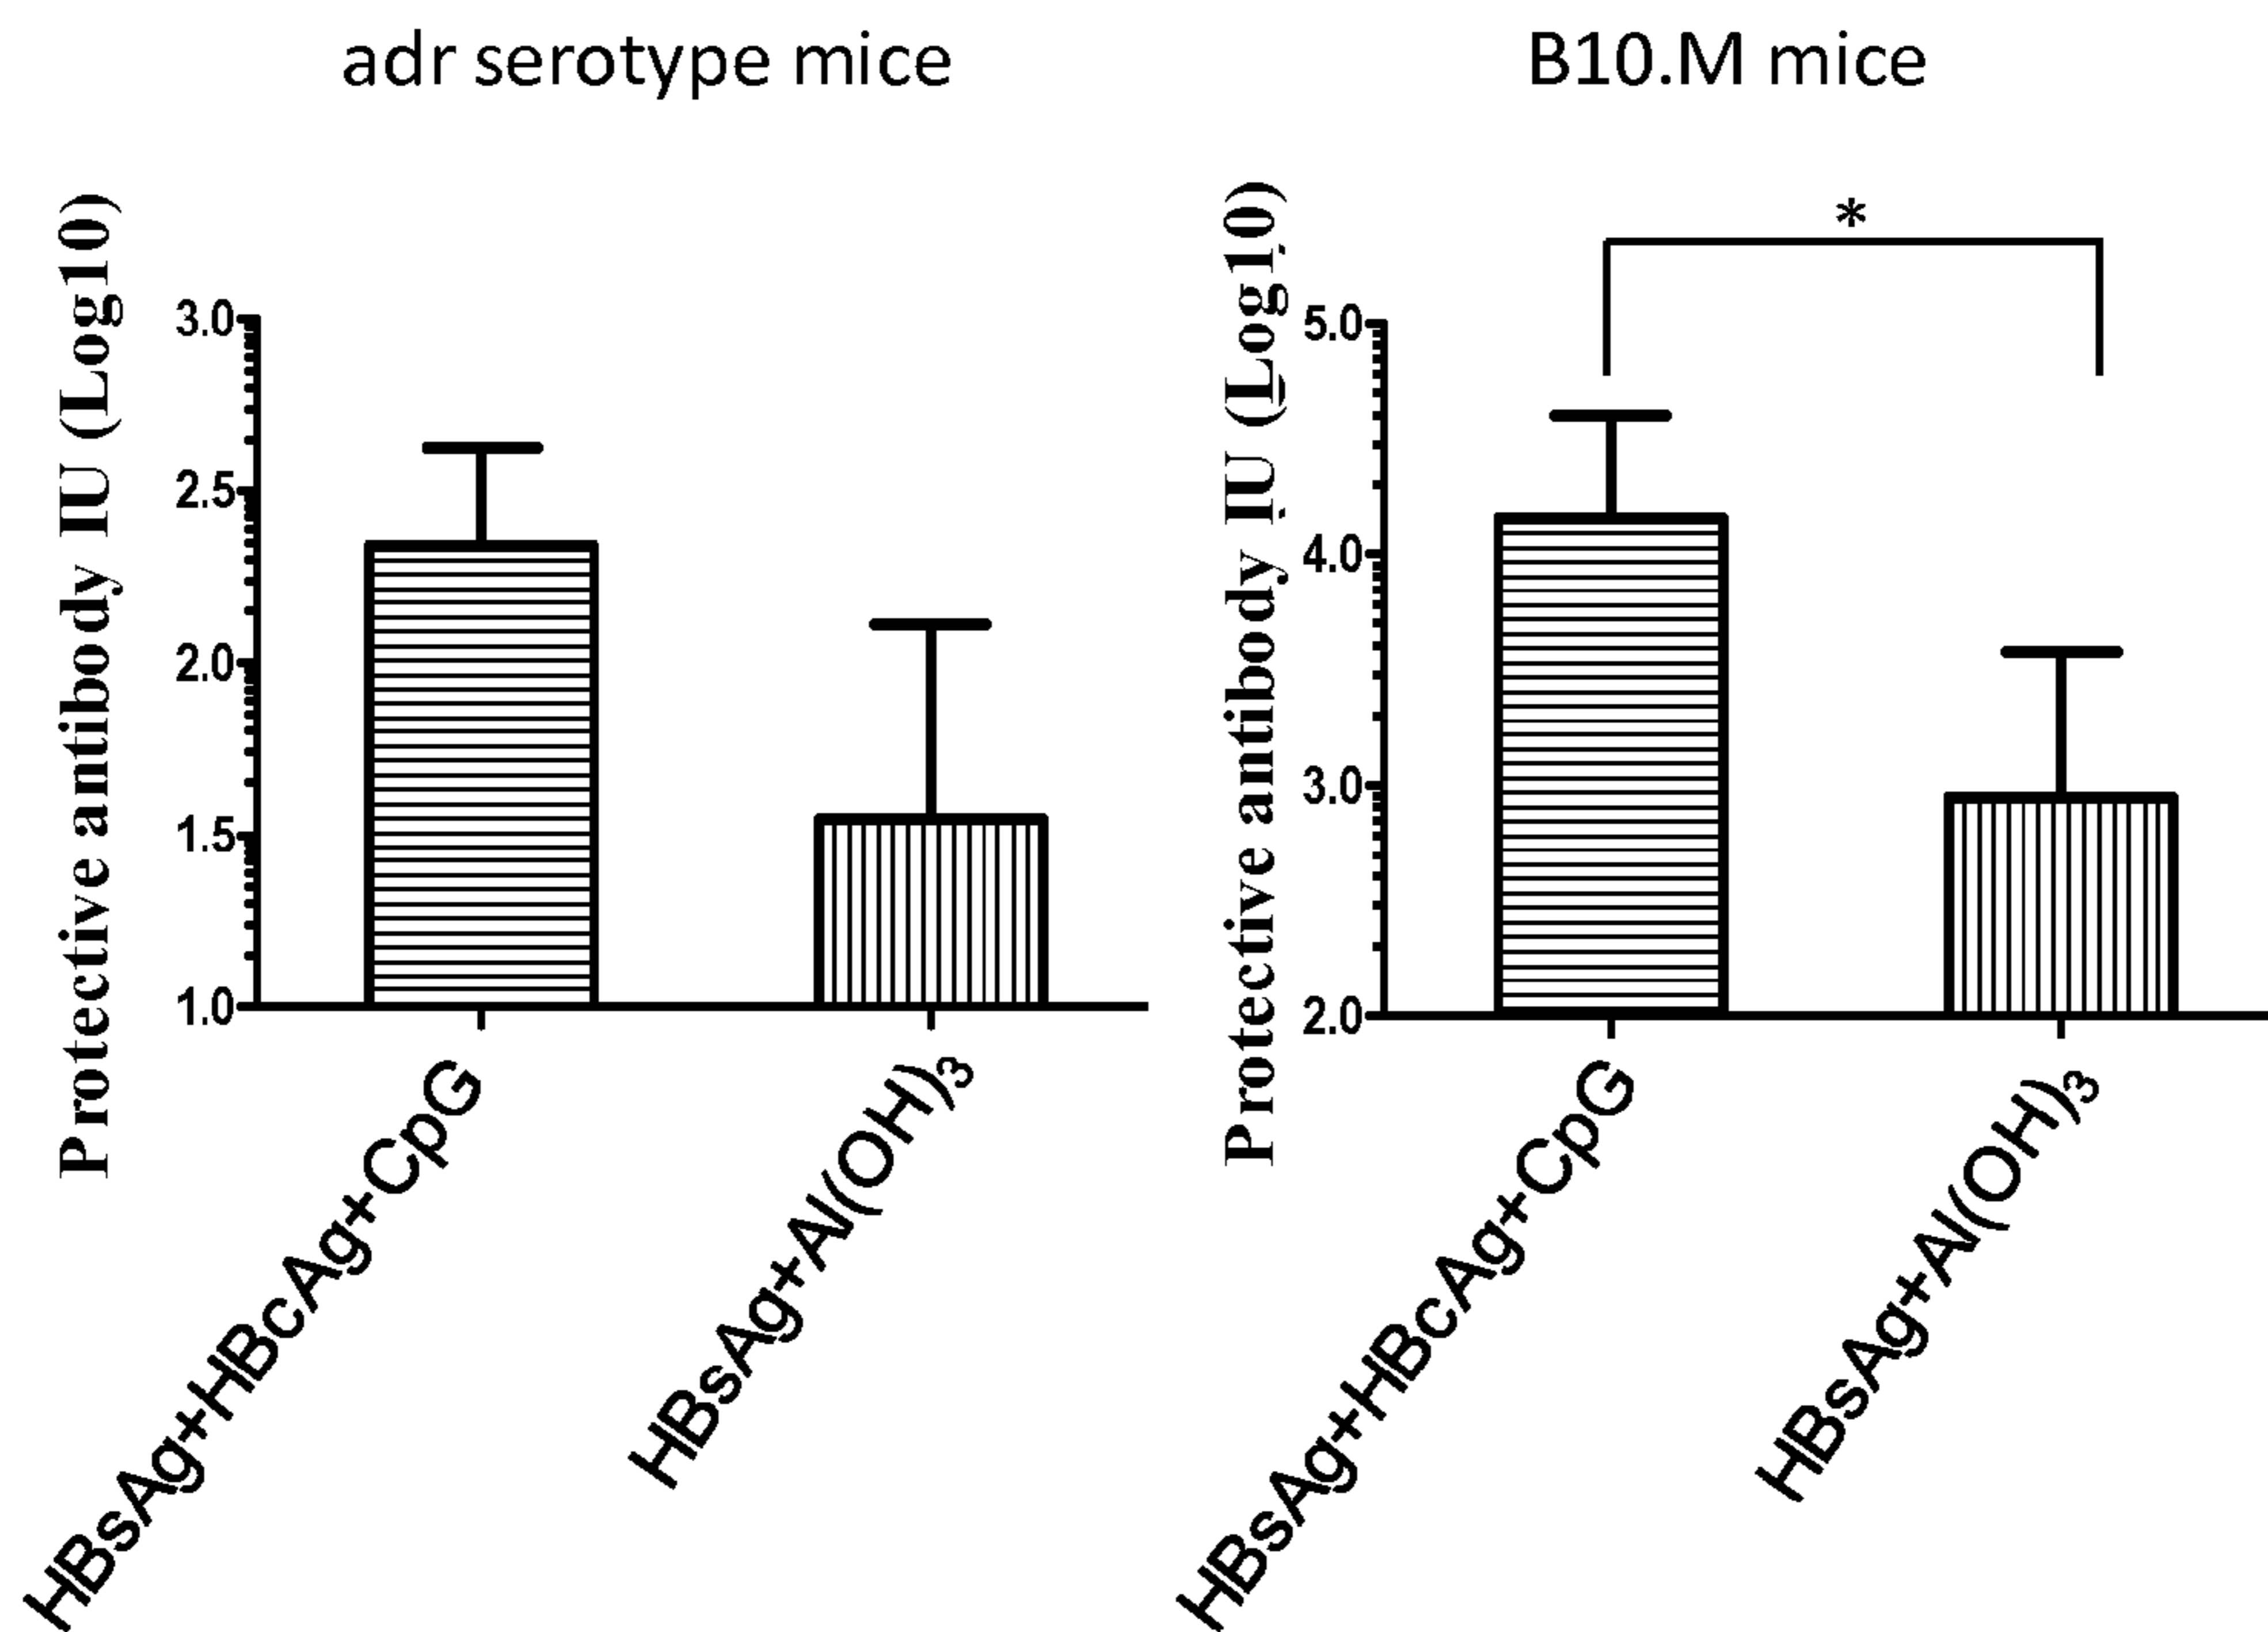 adr serotype mice
Protective antibody IU (Log10)
3.0
2.5
2.0
1.5
1.0
HBsAg+HBcAg+CpG
HBsAg+Al(OH)3
B10.M mice
Protective antibody IU (Log10)
*
5.0
4.0
3.0
2.0
HBsAg+HBcAg+CpG
HBsAg+Al(OH)3